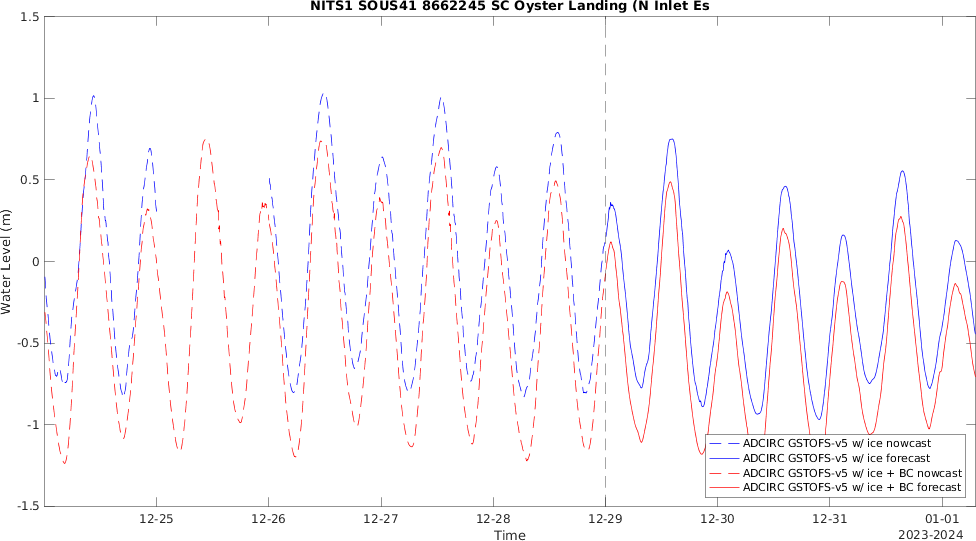 NITS1 SOUS41 8662245 SC Oyster Landing (N Inlet Es
1.5
1
0.5
0
-0.5
-1
-1.5
Water Level (m)
12-25
12-26
12-27
12-28
12-29
12-30
12-31
01-01
Time
2023-2024
ADCIRC GSTOFS-v5 w/ ice nowcast
ADCIRC GSTOFS-v5 w/ ice forecast
ADCIRC GSTOFS-v5 w/ ice + BC nowcast
ADCIRC GSTOFS-v5 w/ ice + BC forecast